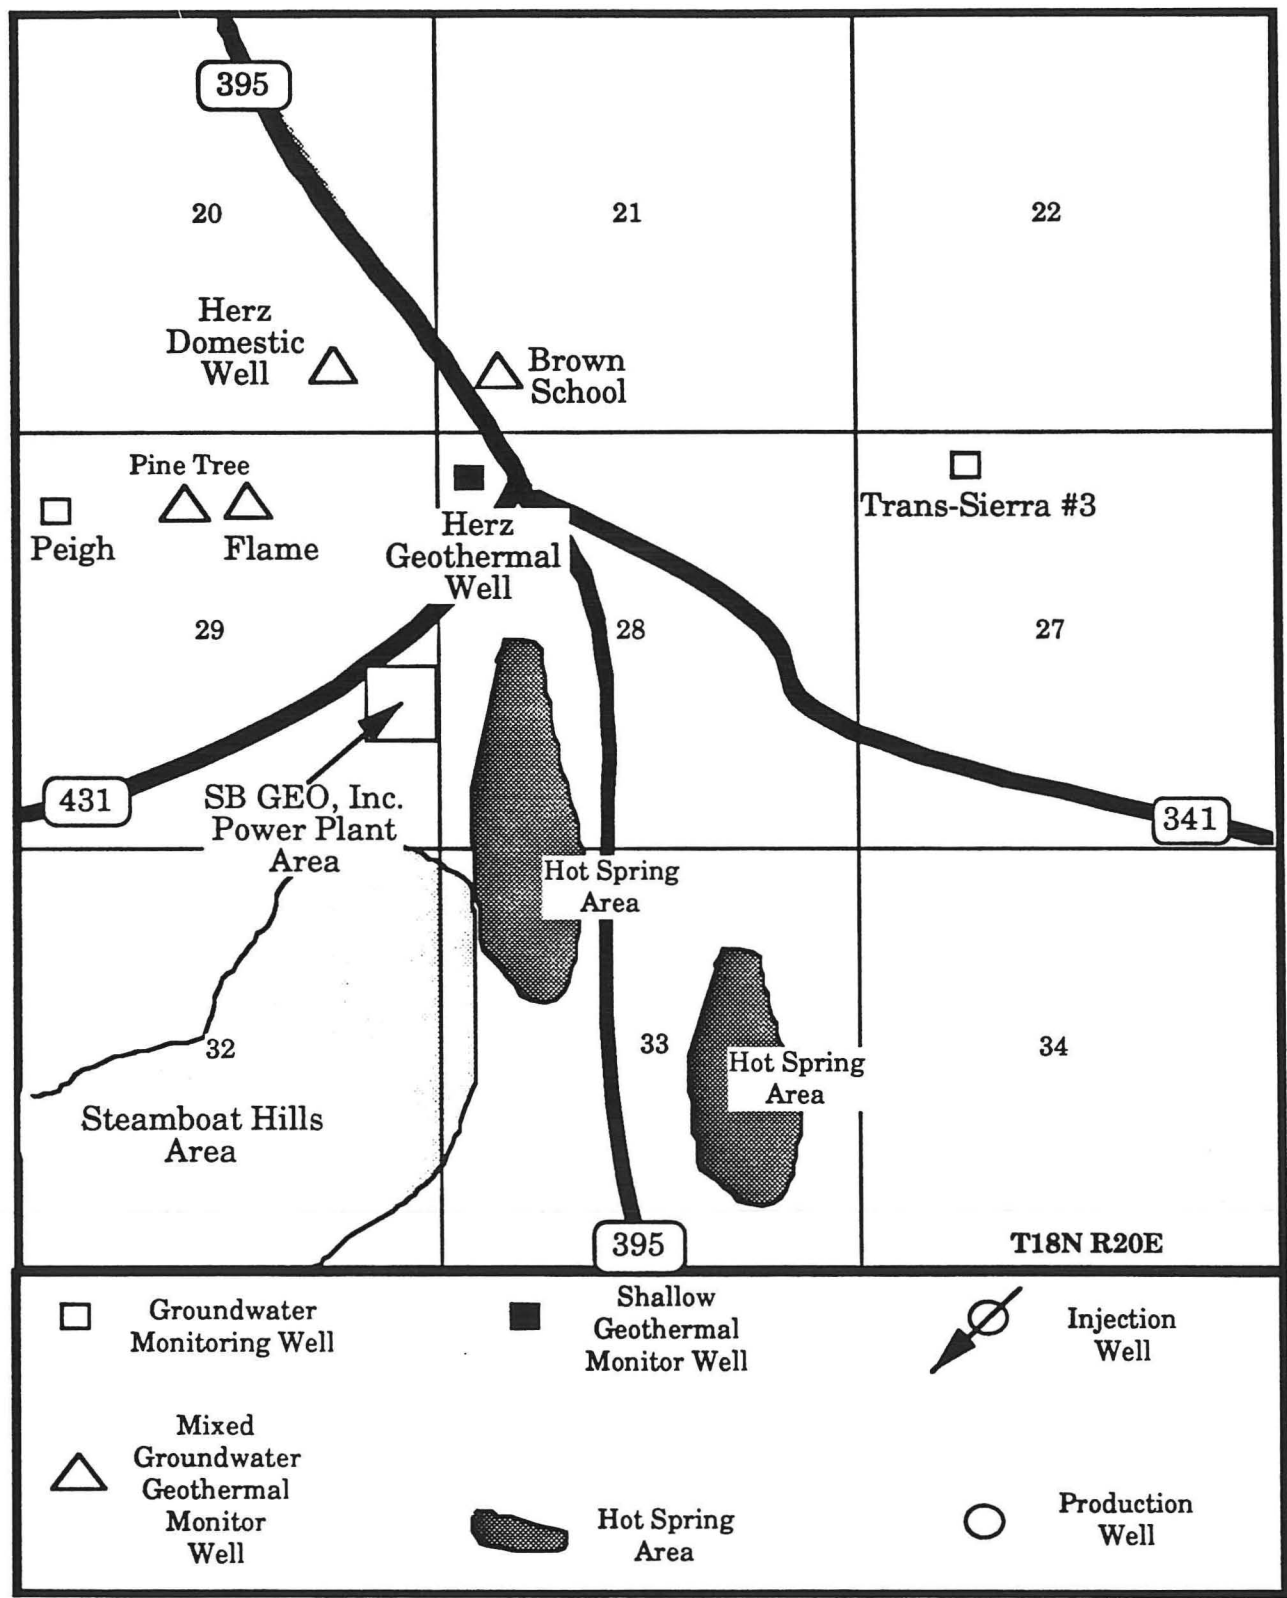 395
20
21
22
Herz
Domestic
Well
Brown
School
Pine Tree
Peigh
Flame
Herz
Geothermal
Well
Trans-Sierra #3
29
28
27
431
SB GEO, Inc.
Power Plant
Area
341
Hot Spring
Area
32
33
34
Hot Spring
Area
Steamboat Hills
Area
395
T18N R20E
Groundwater
Monitoring Well
Shallow
Geothermal
Monitor Well
Injection
Well
Mixed
Groundwater
Geothermal
Monitor
Well
Hot Spring
Area
Production
Well